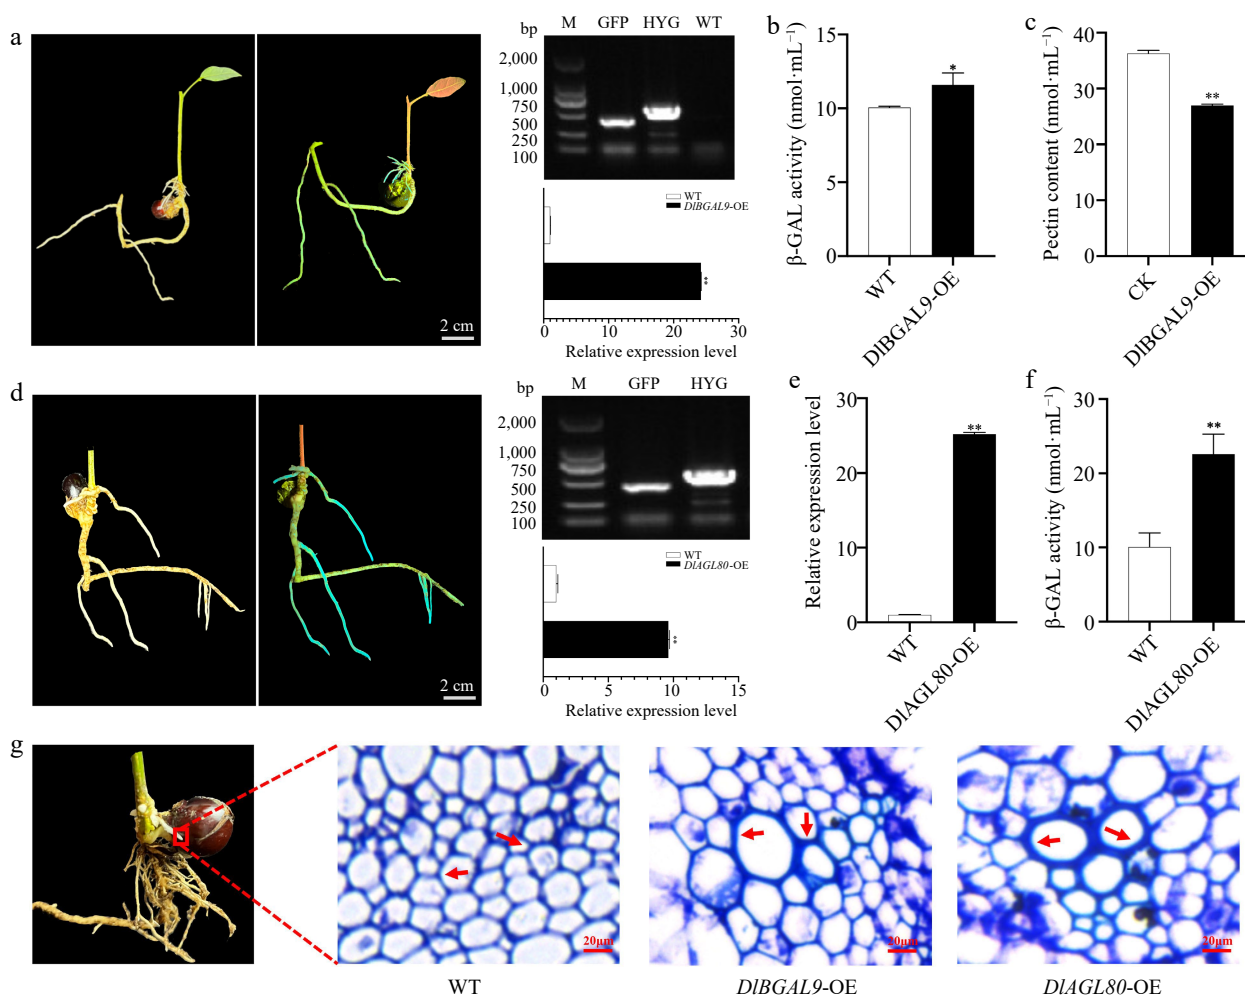 a
2 cm
bp M GFP HYG WT
2,000
1,000
750
500
250
100
WT
DlBGAL9-OE
**
0 10 20 30
Relative expression level
b
β-GAL activity (nmol·mL⁻¹)
15
10
5
0
*
WT
DlBGAL9-OE
c
Pectin content (nmol·mL⁻¹)
40
30
20
10
0
**
CK
DlBGAL9-OE
d
2 cm
bp M GFP HYG
2,000
1,000
750
500
250
100
WT
DlAGL80-OE
**
0 5 10 15
Relative expression level
e
Relative expression level
30
20
10
0
**
WT
DlAGL80-OE
f
β-GAL activity (nmol·mL⁻¹)
30
20
10
0
**
WT
DlAGL80-OE
g
20μm
20μm
20μm
WT
DlBGAL9-OE
DlAGL80-OE